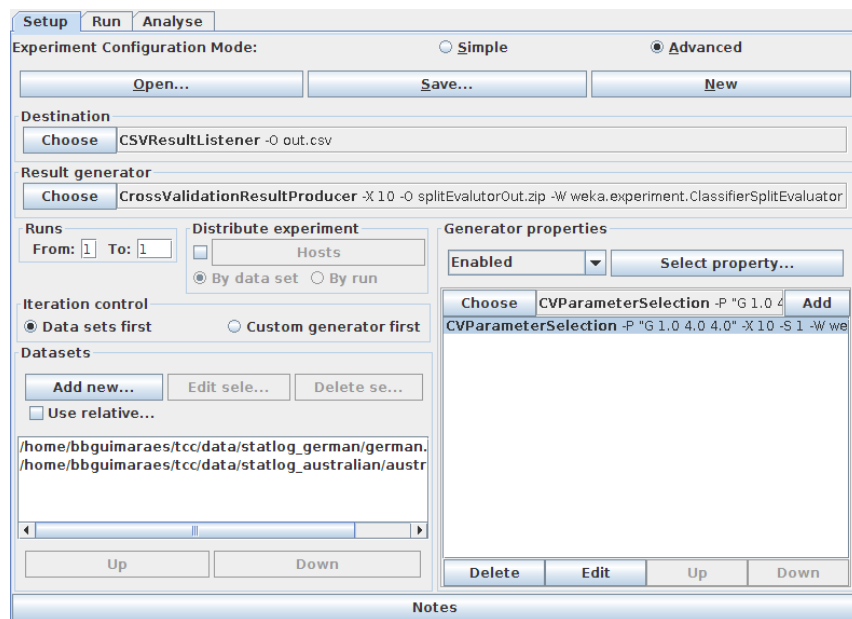 Setup Run Analyse
Experiment Configuration Mode: Simple Advanced
Open... Save... New
Destination
Choose CSVResultListener -O out.csv
Result generator
Choose CrossValidationResultProducer -X 10 -O splitEvalutorOut.zip -W weka.experiment.ClassifierSplitEvaluator
Runs
From: 1 To: 1
Distribute experiment
Hosts
By data set By run
Generator properties
Enabled Select property...
Choose CVParameterSelection -P "G 1.0 4 Add
CVParameterSelection -P "G 1.0 4.0 4.0" -X 10 -S 1 -W we
Iteration control
Data sets first Custom generator first
Datasets
Add new... Edit sele... Delete se...
Use relative...
/home/bbguimaraes/tcc/data/statlog_german/german.
/home/bbguimaraes/tcc/data/statlog_australian/austr
Up Down
Delete Edit Up Down
Notes